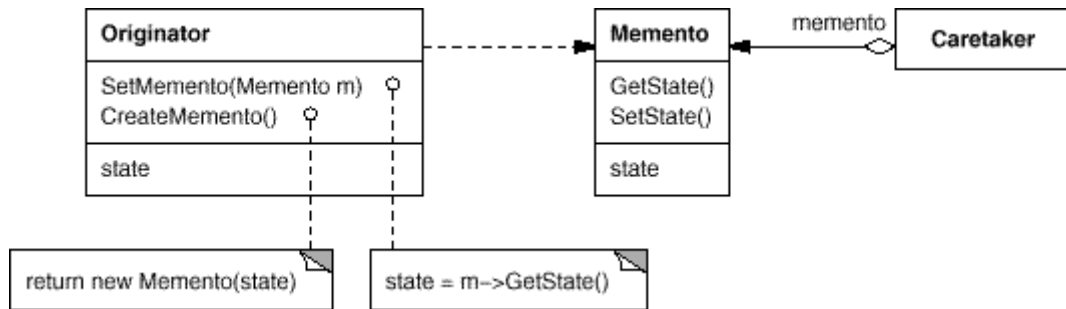 Originator
SetMemento(Memento m)
CreateMemento()
state
Memento
GetState()
SetState()
state
memento
Caretaker
return new Memento(state)
state = m->GetState()